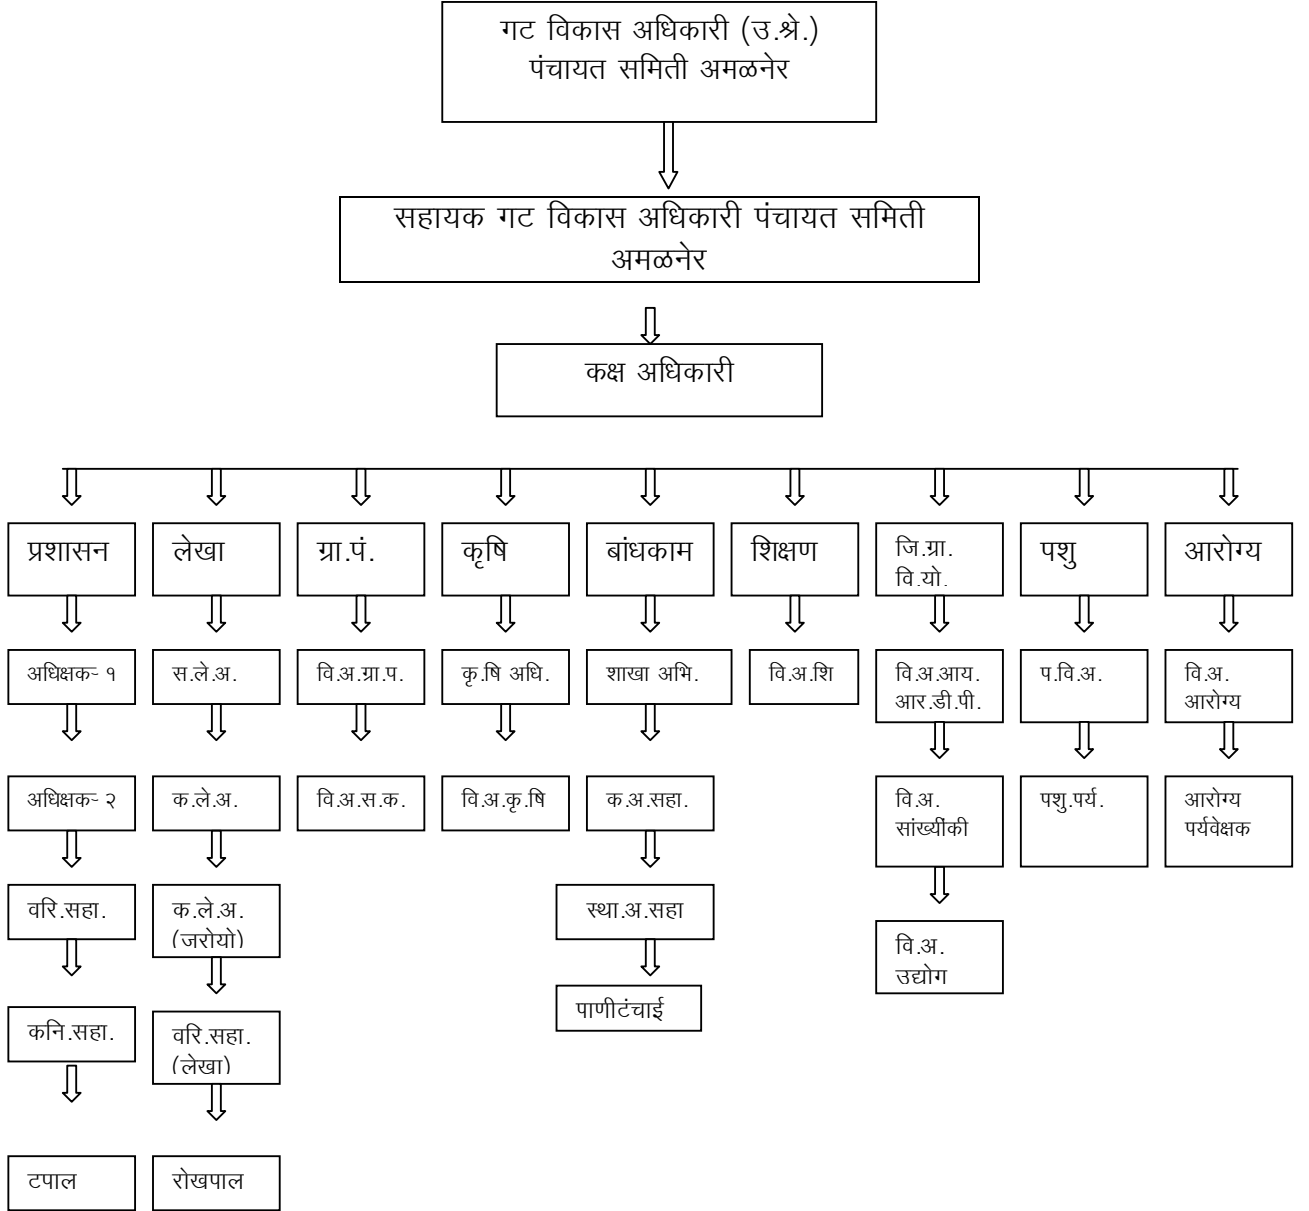 गट विकास अधिकारी (उ.श्रे.)
पंचायत समिती अमळनेर
सहायक गट विकास अधिकारी पंचायत समिती
अमळनेर
कक्ष अधिकारी
प्रशासन
लेखा
ग्रा.पं.
कृषि
बांधकाम
शिक्षण
जि.ग्रा.
वि.यो.
पशु
आरोग्य
अधिक्षक- १
स.ले.अ.
वि.अ.ग्रा.प.
कृ.षि अधि.
शाखा अभि.
वि.अ.शि
वि.अ.आय.
आर.डी.पी.
प.वि.अ.
वि.अ.
आरोग्य
अधिक्षक- २
क.ले.अ.
वि.अ.स.क.
वि.अ.कृ.षि
क.अ.सहा.
वि.अ.
सांख्यींकी
पशु.पर्य.
आरोग्य
पर्यवेक्षक
वरि.सहा.
क.ले.अ.
(जरोयो)
स्था.अ.सहा
वि.अ.
उद्योग
कनि.सहा.
वरि.सहा.
(लेखा)
पाणीटंचाई
टपाल
रोखपाल